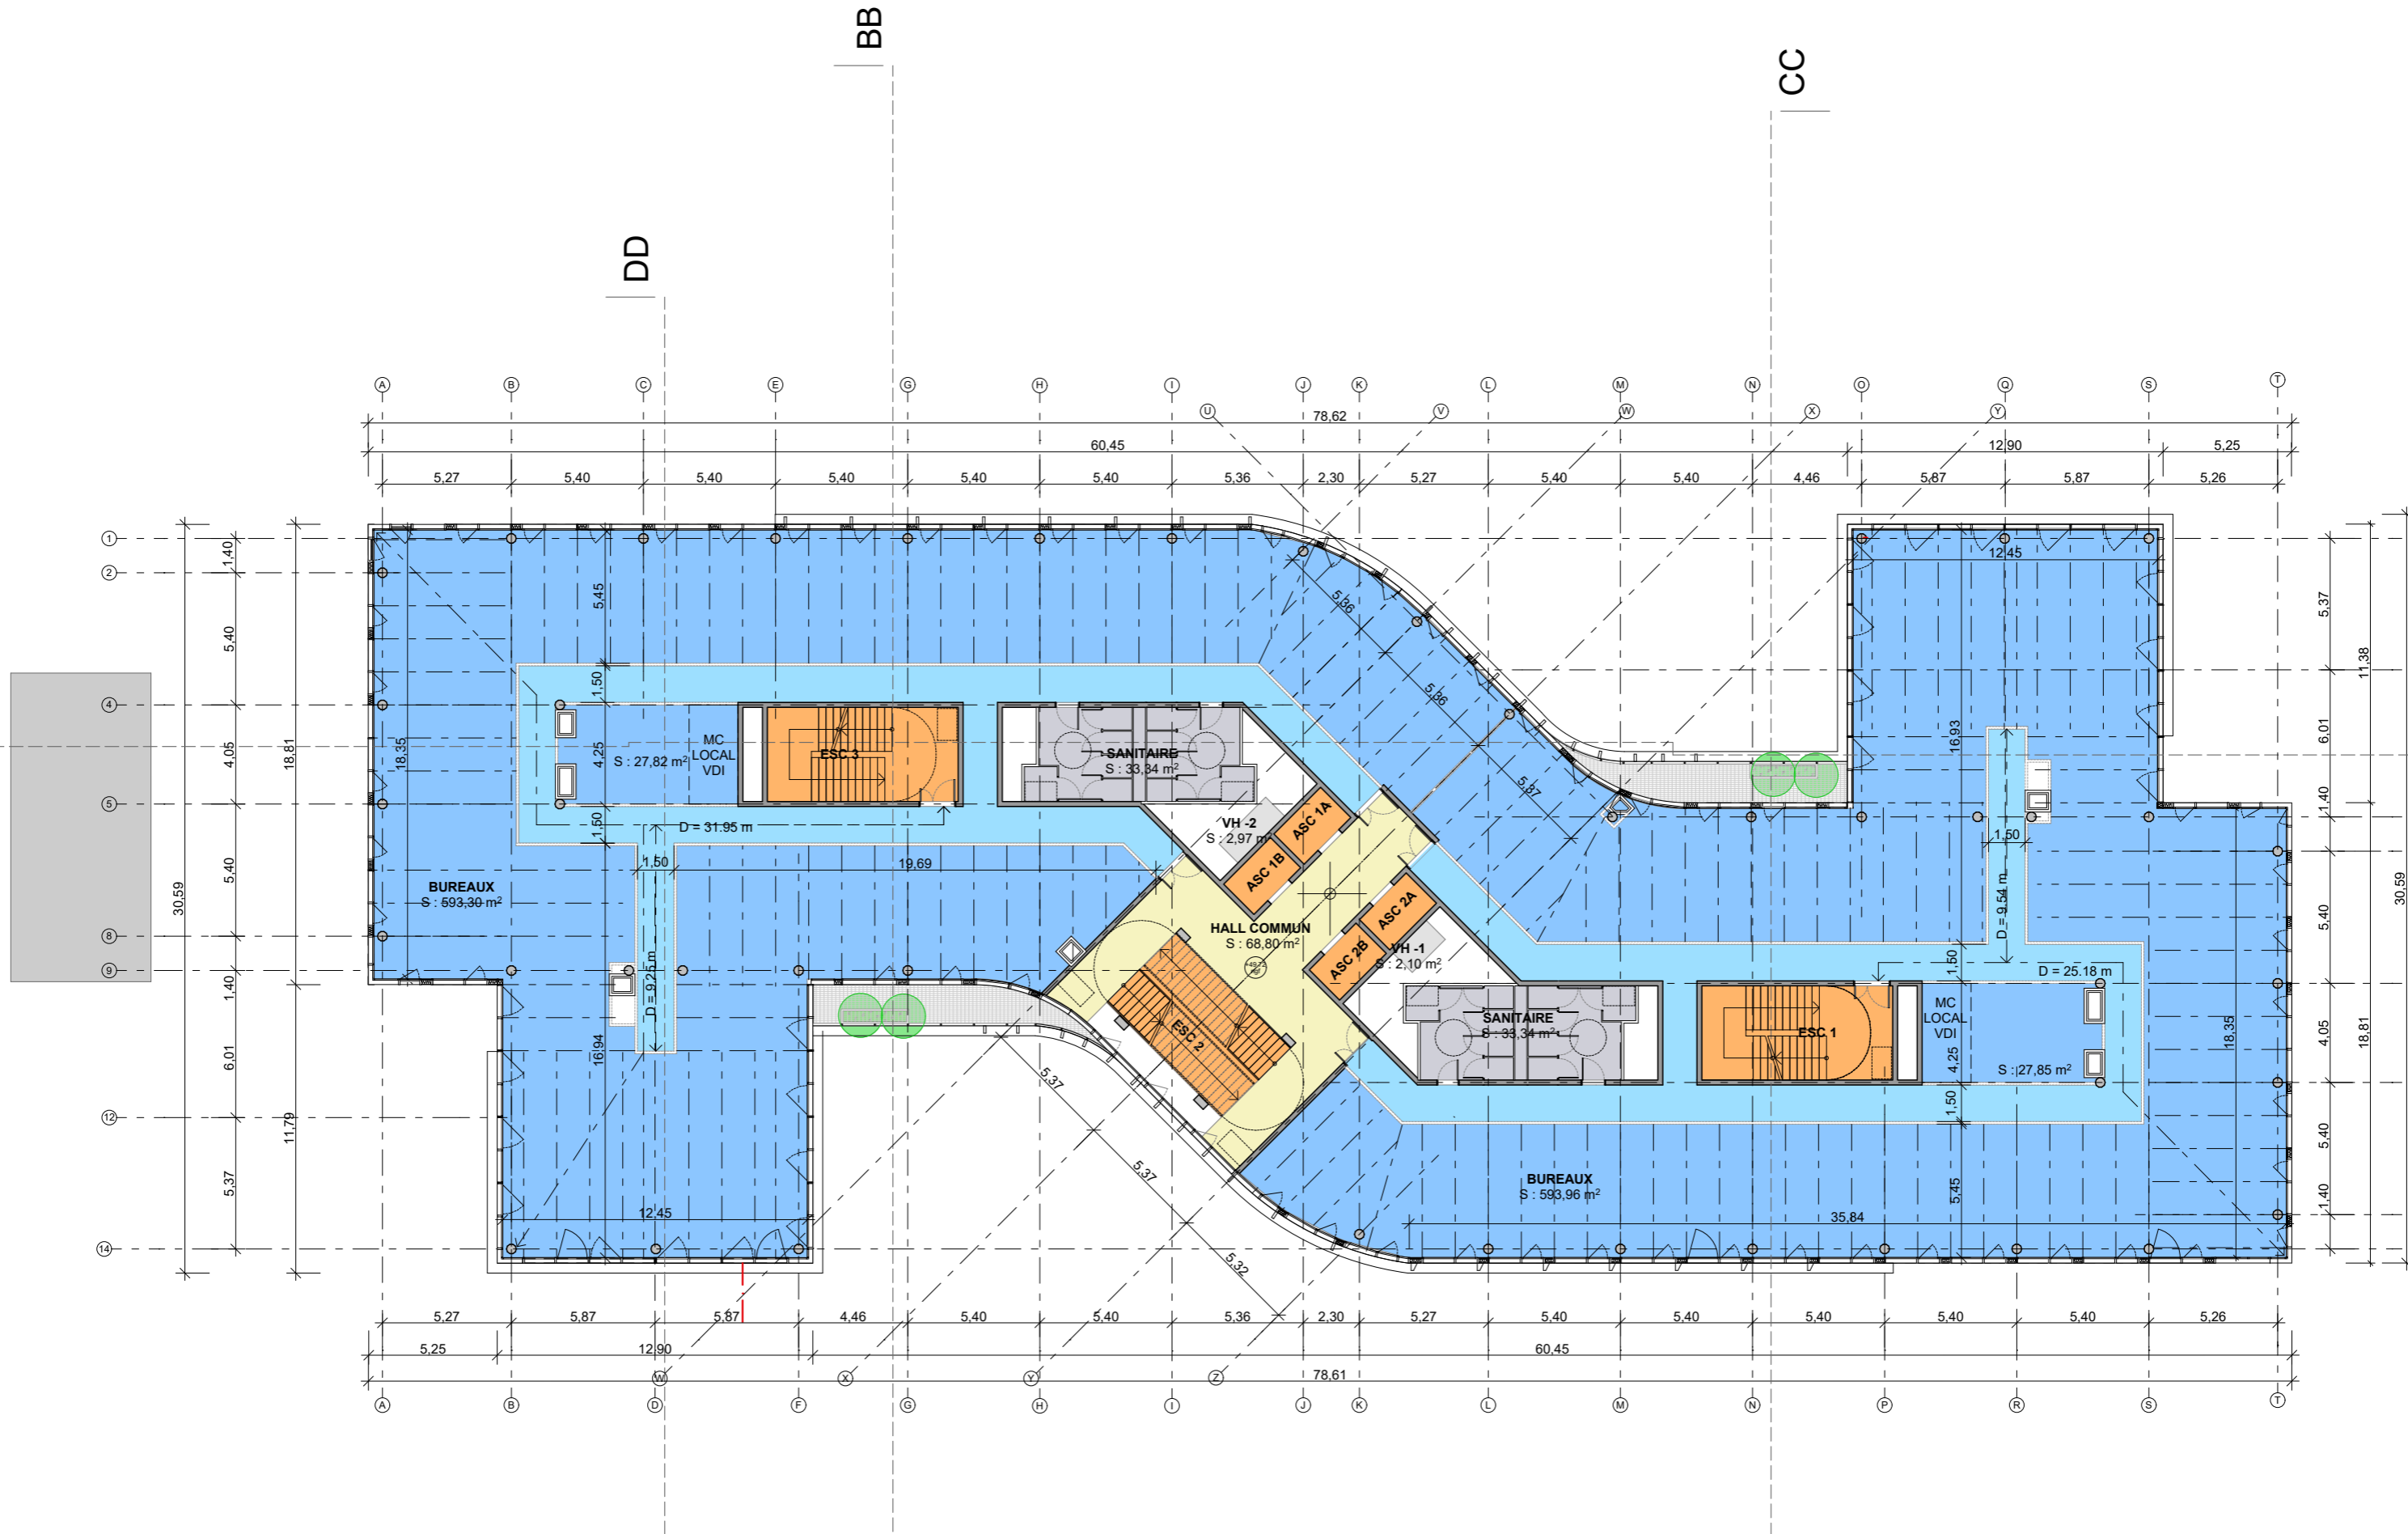 BB
CC
DD
A B C E G H I J K L M N O Q S T
U V W X Y
78,62
60,45 12,90 5,25
5,27 5,40 5,40 5,40 5,40 5,40 5,36 2,30 5,27 5,40 5,40 4,46 5,87 5,87 5,26
1
2
4
5
8
9
12
14
30,59
18,81
11,79
1,40
5,40
4,05
5,40
1,40
6,01
5,37
18,35
5,45
1,50
4,25
1,50
MC
LOCAL
VDI
S : 27,82 m²
ESC 3
SANITAIRE
S : 33,34 m²
D = 31.95 m
1,50
19,69
BUREAUX
S : 593,30 m²
D = 9.25 m
16,94
12,45
VH -2
S : 2,97 m²
ASC 1A
ASC 1B
ASC 2A
ASC 2B
HALL COMMUN
S : 68,80 m²
VH -1
S : 2,10 m²
ESC 2
5,36
5,36
5,37
5,37
5,37
5,32
12,45
16,93
1,50
D = 9.54 m
1,50
D = 25.18 m
SANITAIRE
S : 33,34 m²
ESC 1
MC
LOCAL
VDI
4,25
S : 27,85 m²
1,50
18,35
BUREAUX
S : 593,96 m²
5,45
35,84
5,37
6,01
1,40
5,40
4,05
5,40
1,40
11,38
18,81
30,59
5,27 5,87 5,87 4,46 5,40 5,40 5,36 2,30 5,27 5,40 5,40 5,40 5,40 5,40 5,26
5,25 12,90 60,45
78,61
W X Y Z
A B D F G H I J K L M N P R S T